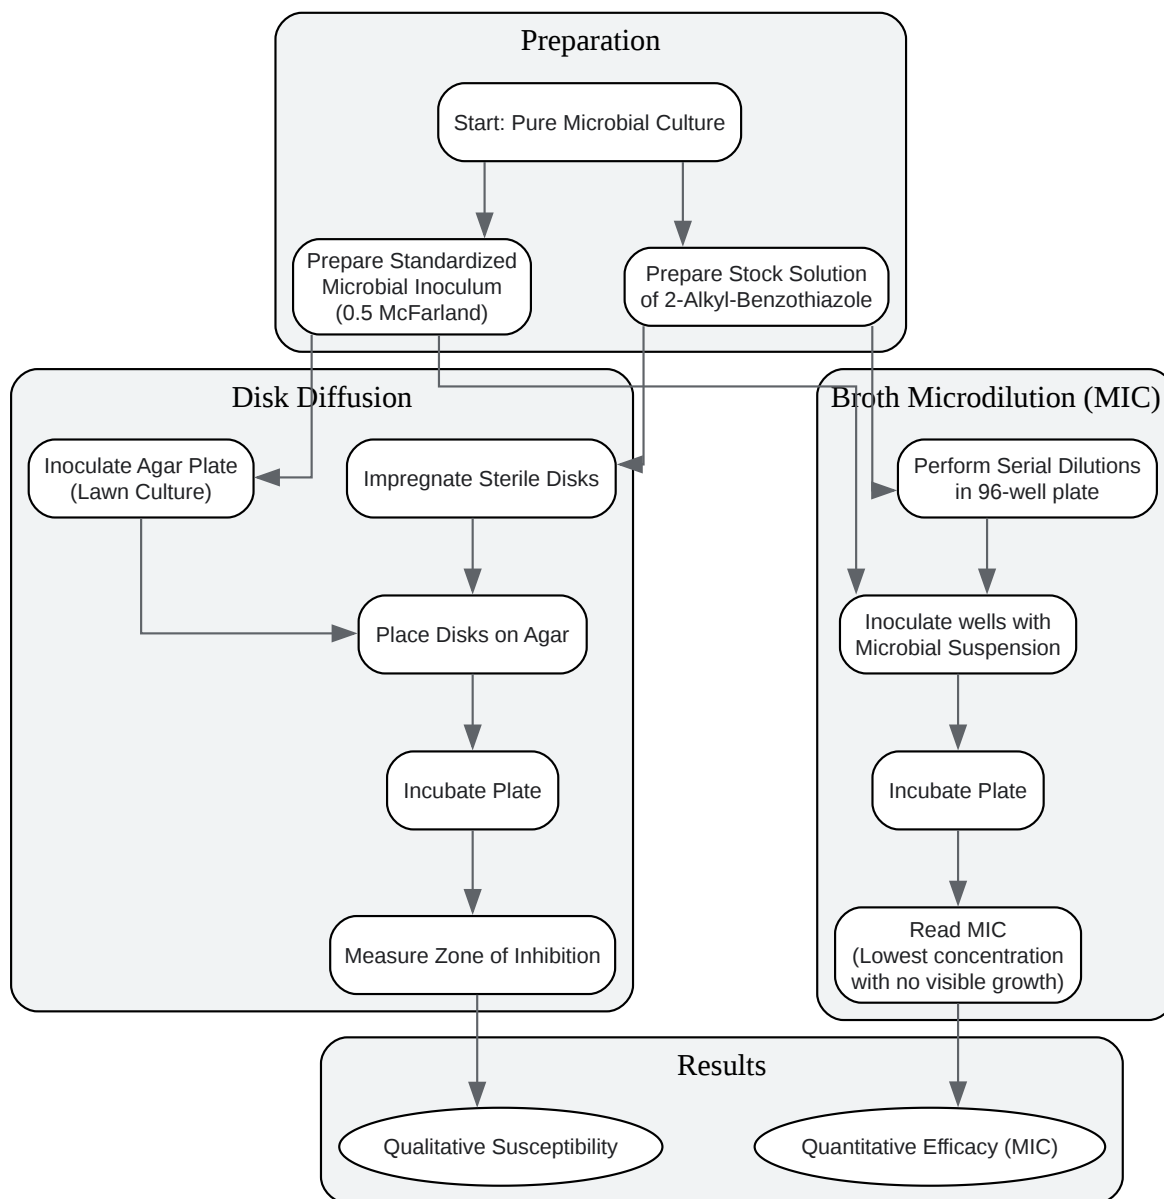 Preparation
Start: Pure Microbial Culture
Prepare Standardized
Microbial Inoculum
(0.5 McFarland)
Prepare Stock Solution
of 2-Alkyl-Benzothiazole
Disk Diffusion
Inoculate Agar Plate
(Lawn Culture)
Impregnate Sterile Disks
Place Disks on Agar
Incubate Plate
Measure Zone of Inhibition
Broth Microdilution (MIC)
Perform Serial Dilutions
in 96-well plate
Inoculate wells with
Microbial Suspension
Incubate Plate
Read MIC
(Lowest concentration
with no visible growth)
Results
Qualitative Susceptibility
Quantitative Efficacy (MIC)